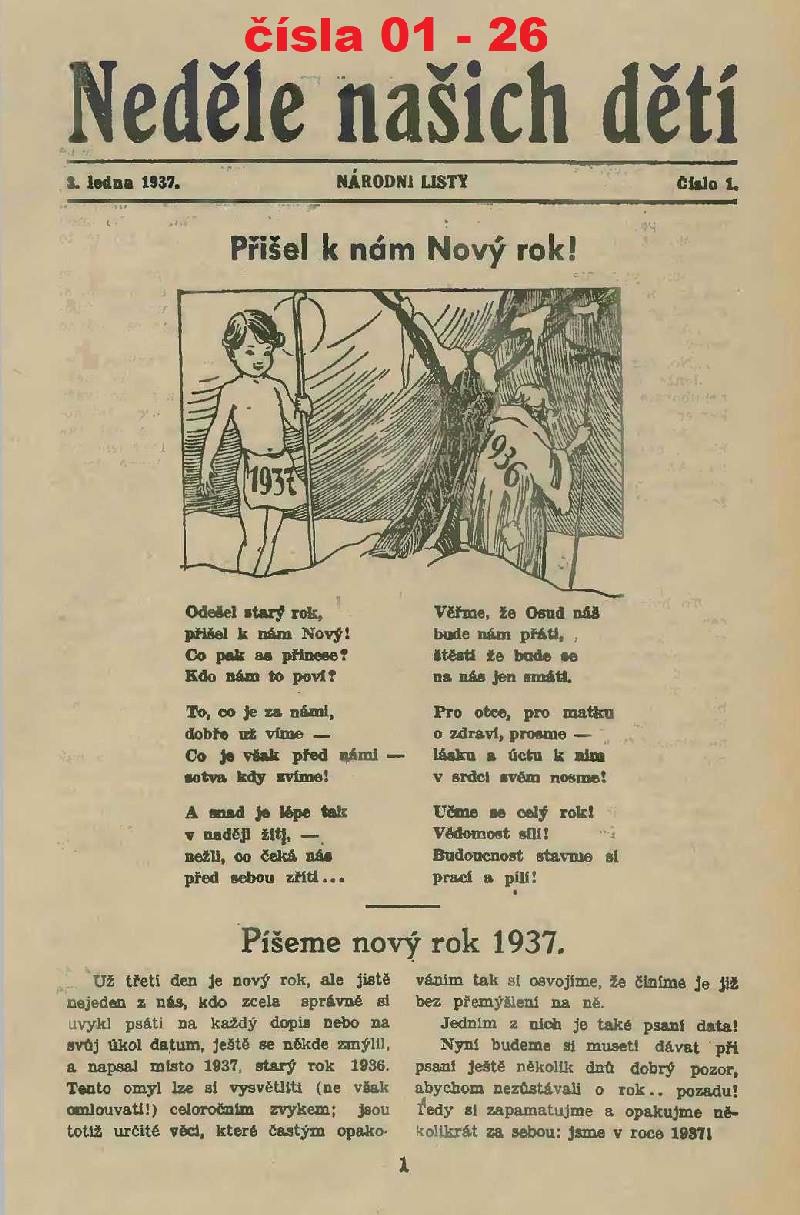 čísla 01 - 26
Neděle našich dětí
3. ledna 1937.
NÁRODNI LISTY
Číslo 1.
Přišel k nám Nový rok!
1937
1936
Odešel starý rok,
přišel k nám Nový!
Co pak as přinese?
Kdo nám to poví?
To, co je za námi,
dobře už víme —
Co je však před námi —
sotva kdy svíme!
A snad je lépe tak
v naději žíti, —
nežli, co čeká nás
před sebou zříti...
Věřme, že Osud náš
bude nám přáti,
štěstí že bude se
na nás jen smáti.
Pro otce, pro matku
o zdraví, prosme —
lásku a úctu k nim
v srdci svém nosme!
Učme se celý rok!
Vědomost sílí!
Budoucnost stavme si
prací a pílí!
Píšeme nový rok 1937.
Už třetí den je nový rok, ale jistě
nejeden z nás, kdo zcela správně si
uvykl psáti na každý dopis nebo na
svůj úkol datum, ještě se někde zmýlil,
a napsal místo 1937, starý rok 1936.
Tento omyl lze si vysvětliti (ne však
omlouvati!) celoročním zvykem; jsou
totiž určité věci, které častým opako-
váním tak si osvojíme, že činíme je již
bez přemýšlení na ně.
Jedním z nich je také psaní data!
Nyní budeme si museti dávat při
psaní ještě několik dnů dobrý pozor,
abychom nezůstávali o rok.. pozadu!
Tedy si zapamatujme a opakujme ně-
kolikrát za sebou: jsme v roce 1937!
1